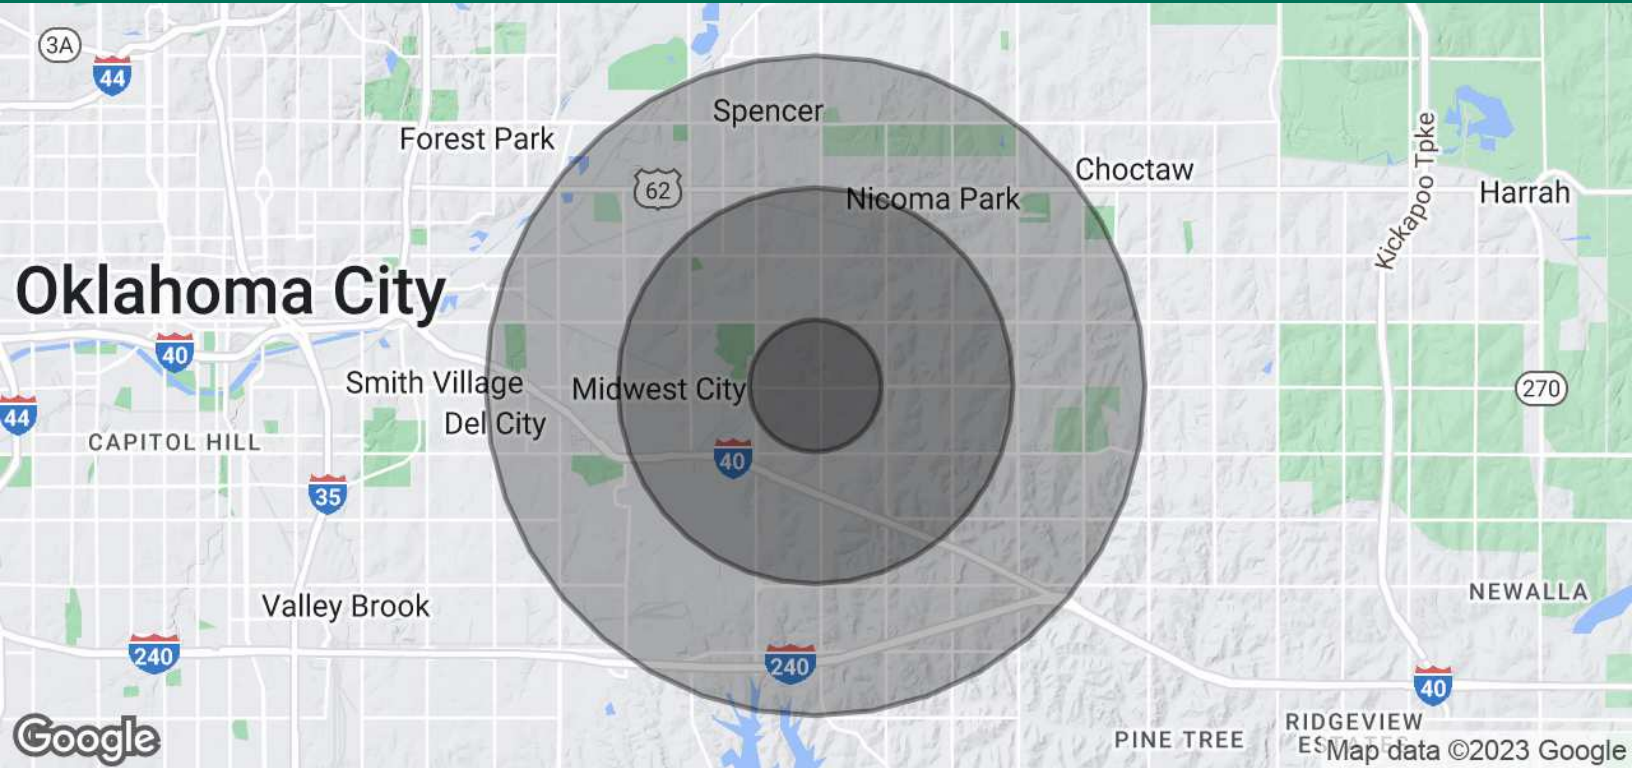 3A
44
Spencer
Forest Park
Choctaw
62
Nicoma Park
Kickapoo Tpke
Harrah
Oklahoma City
40
Smith Village
Midwest City
270
44
Del City
CAPITOL HILL
40
35
NEWALLA
Valley Brook
240
240
40
RIDGEVIEW
ESTATES
PINE TREE
Google
Map data ©2023 Google